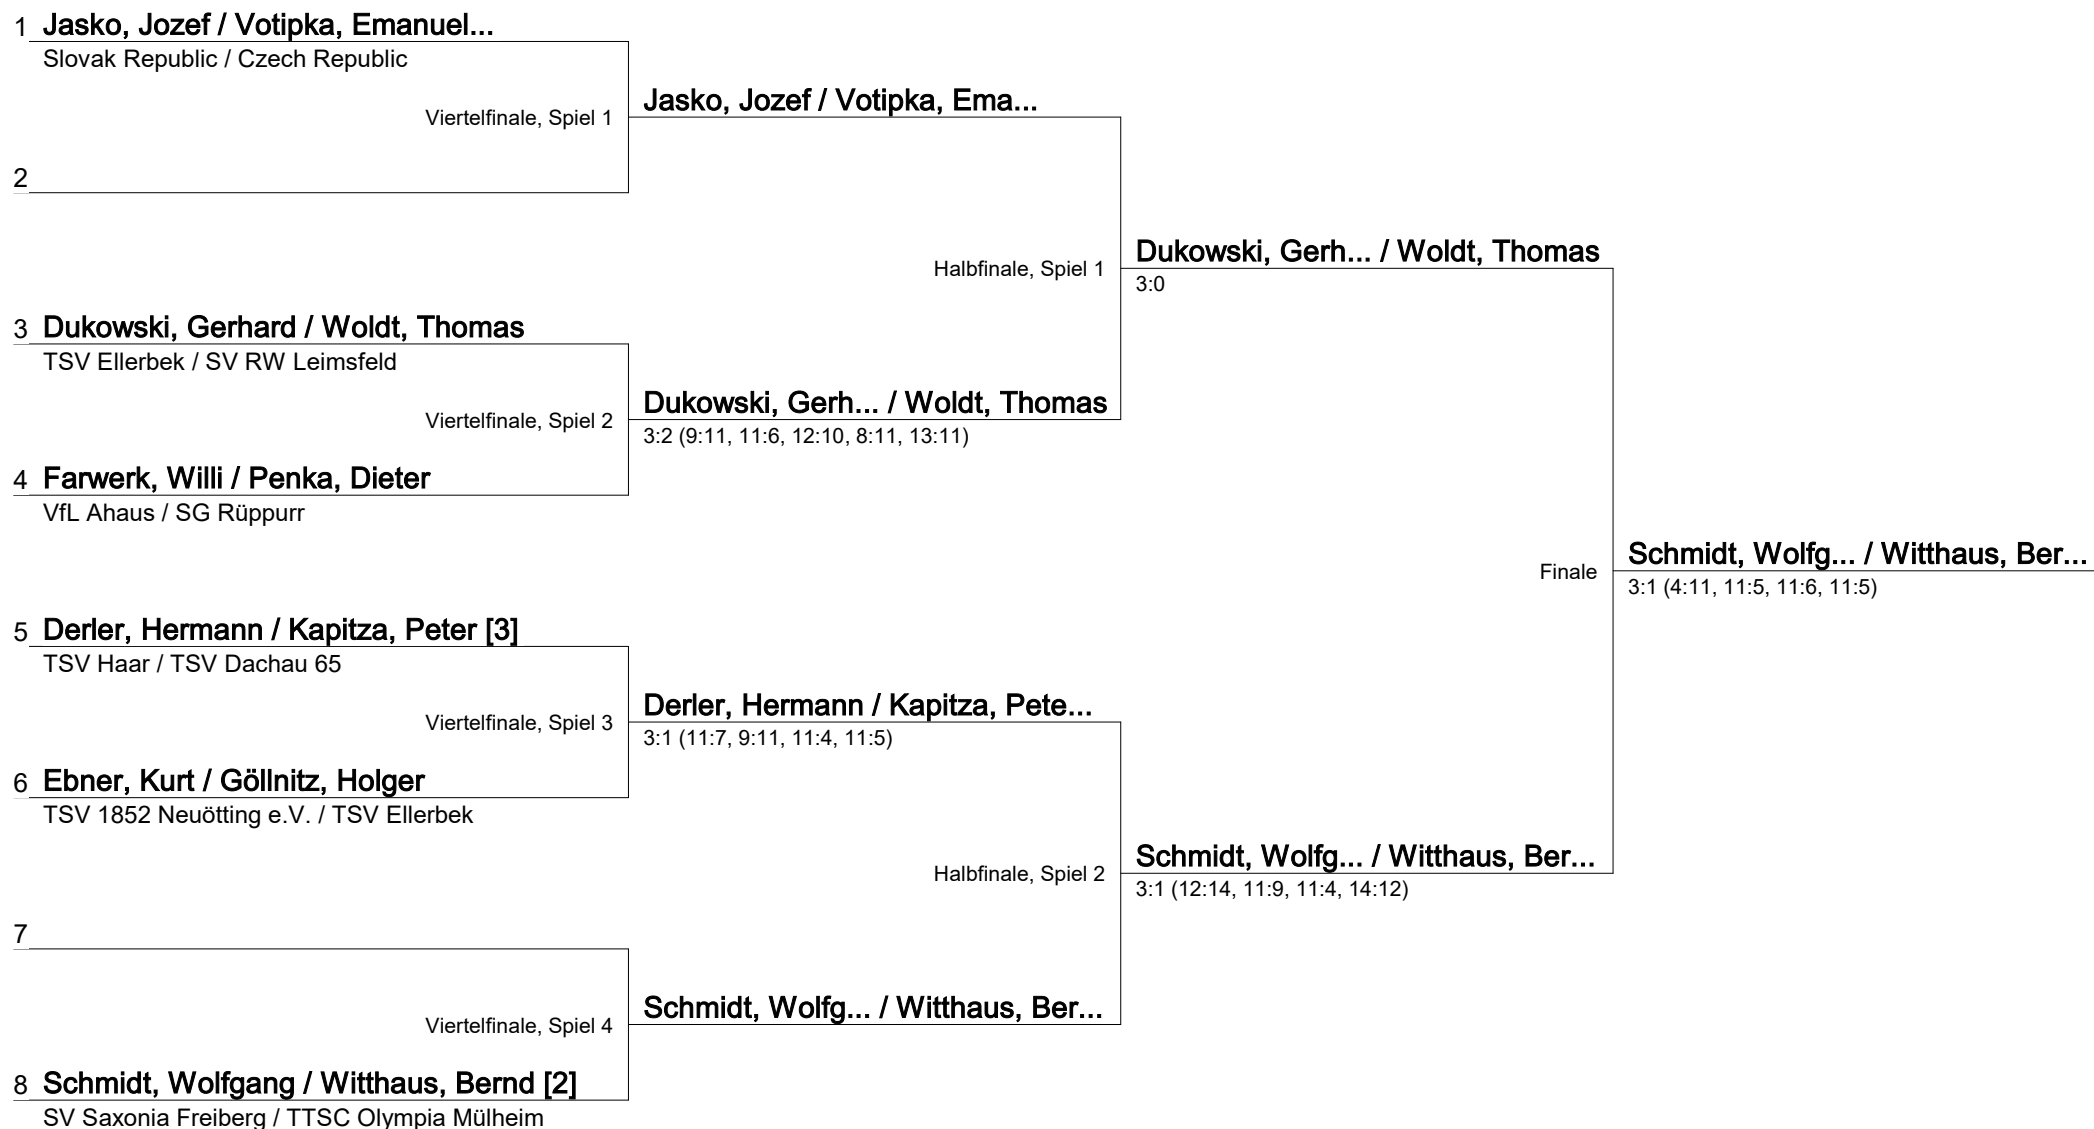 1 Jasko, Jozef / Votipka, Emanuel...
Slovak Republic / Czech Republic
Viertelfinale, Spiel 1
Jasko, Jozef / Votipka, Ema...
2
Halbfinale, Spiel 1
Dukowski, Gerh... / Woldt, Thomas
3:0
3 Dukowski, Gerhard / Woldt, Thomas
TSV Ellerbek / SV RW Leimsfeld
Viertelfinale, Spiel 2
Dukowski, Gerh... / Woldt, Thomas
3:2 (9:11, 11:6, 12:10, 8:11, 13:11)
4 Farwerk, Willi / Penka, Dieter
VfL Ahaus / SG Rüppurr
Finale
Schmidt, Wolfg... / Witthaus, Ber...
3:1 (4:11, 11:5, 11:6, 11:5)
5 Derler, Hermann / Kapitza, Peter [3]
TSV Haar / TSV Dachau 65
Viertelfinale, Spiel 3
Derler, Hermann / Kapitza, Pete...
3:1 (11:7, 9:11, 11:4, 11:5)
6 Ebner, Kurt / Göllnitz, Holger
TSV 1852 Neuötting e.V. / TSV Ellerbek
Halbfinale, Spiel 2
Schmidt, Wolfg... / Witthaus, Ber...
3:1 (12:14, 11:9, 11:4, 14:12)
7
Viertelfinale, Spiel 4
Schmidt, Wolfg... / Witthaus, Ber...
8 Schmidt, Wolfgang / Witthaus, Bernd [2]
SV Saxonia Freiberg / TTSC Olympia Mülheim